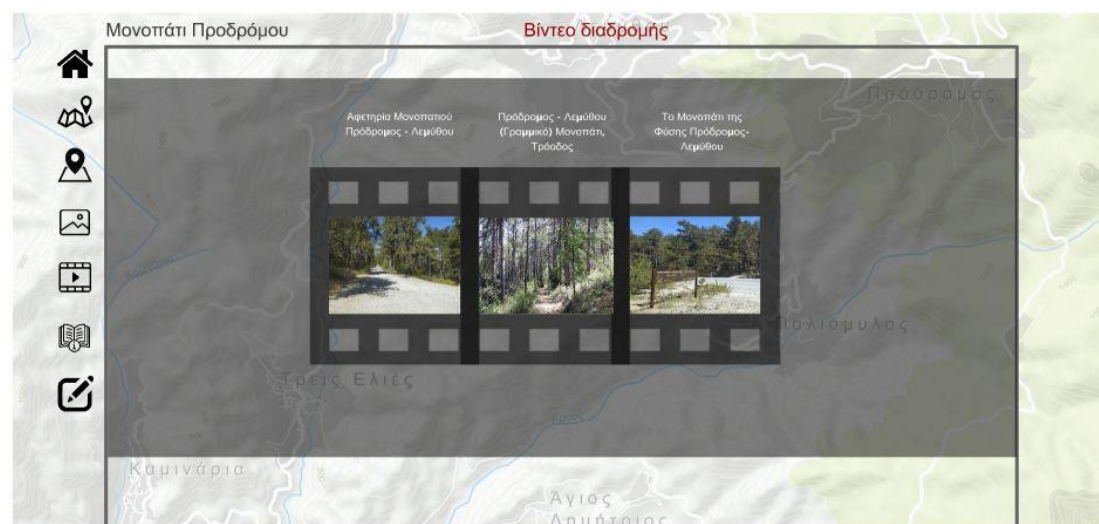 Μονοπάτι Προδρόμου
Βίντεο διαδρομής
Πρόδρομος
Αφετηρία Μονοπατιού
Πρόδρομος - Λεμύθου
Πρόδρομος - Λεμύθου
(Γραμμικό) Μονοπάτι,
Τρόοδος
Το Μονοπάτι της
Φύσης Πρόδρομος-
Λεμύθου
Παλιόμυλος
Τρεις Ελιές
Καμινάρια
Άγιος
Δημήτριος